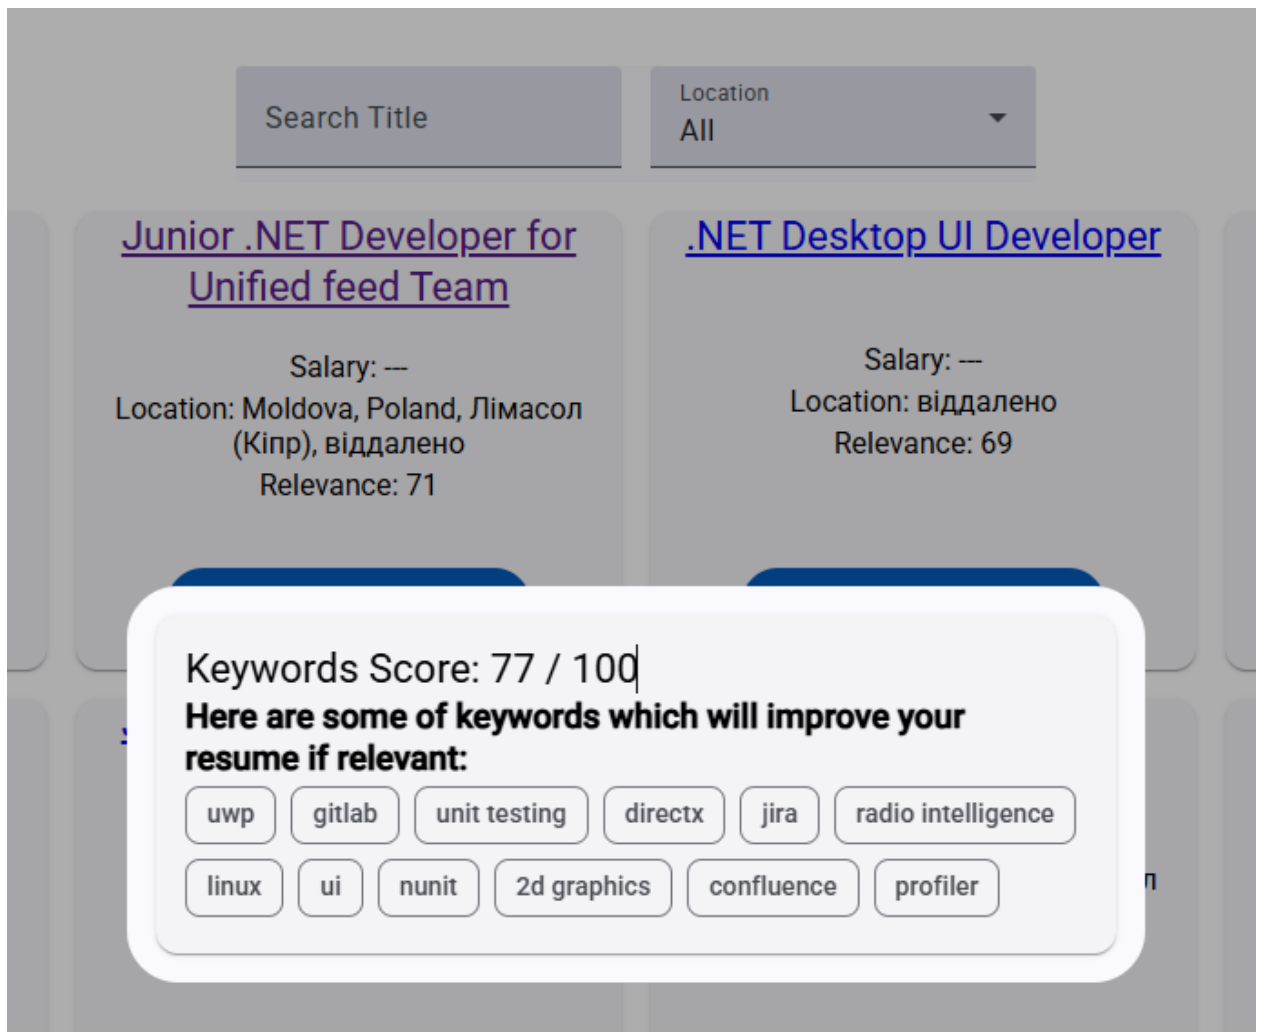 Search Title
Location
All
Junior .NET Developer for
Unified feed Team
Salary: ---
Location: Moldova, Poland, Лімасол
(Кіпр), віддалено
Relevance: 71
.NET Desktop UI Developer
Salary: ---
Location: віддалено
Relevance: 69
Keywords Score: 77 / 100
Here are some of keywords which will improve your
resume if relevant:
uwp gitlab unit testing directx jira radio intelligence
linux ui nunit 2d graphics confluence profiler